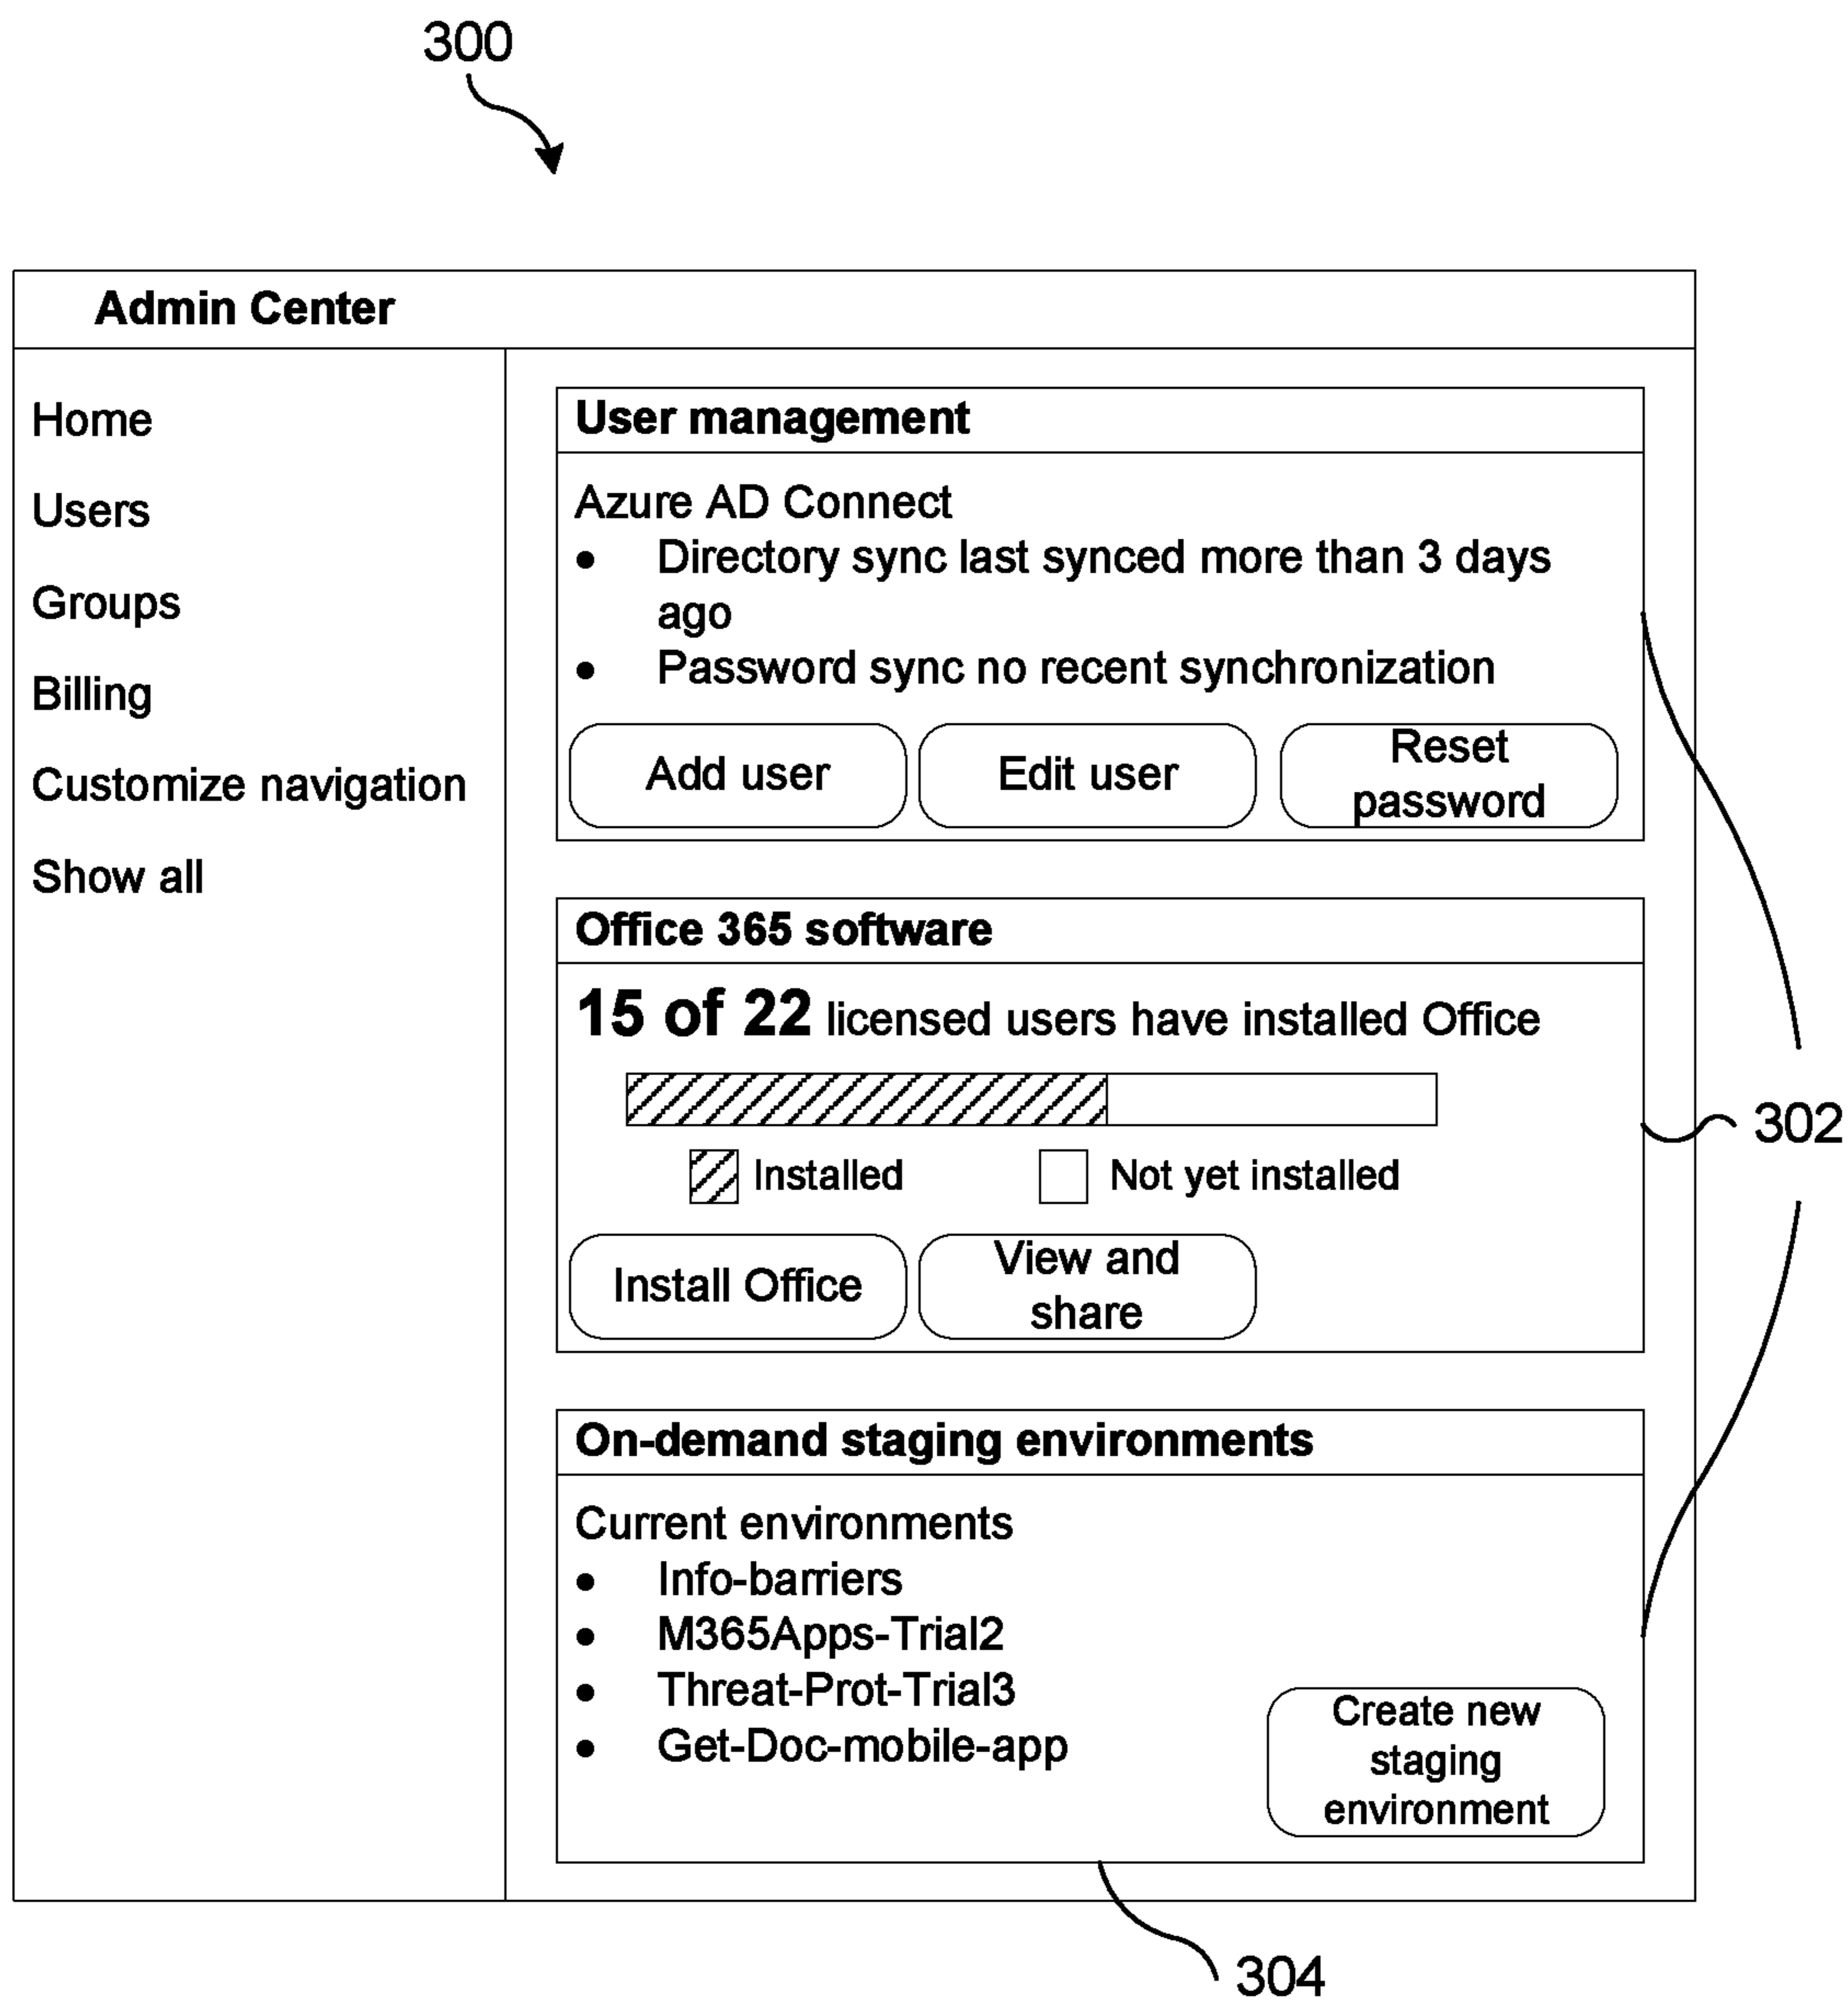 300
Admin Center
Home
Users
Groups
Billing
Customize navigation
Show all
User management
Azure AD Connect
• Directory sync last synced more than 3 days
ago
• Password sync no recent synchronization
Add user
Edit user
Reset
password
Office 365 software
15 of 22 licensed users have installed Office
Installed
Not yet installed
Install Office
View and
share
302
On-demand staging environments
Current environments
• Info-barriers
• M365Apps-Trial2
• Threat-Prot-Trial3
• Get-Doc-mobile-app
Create new
staging
environment
304